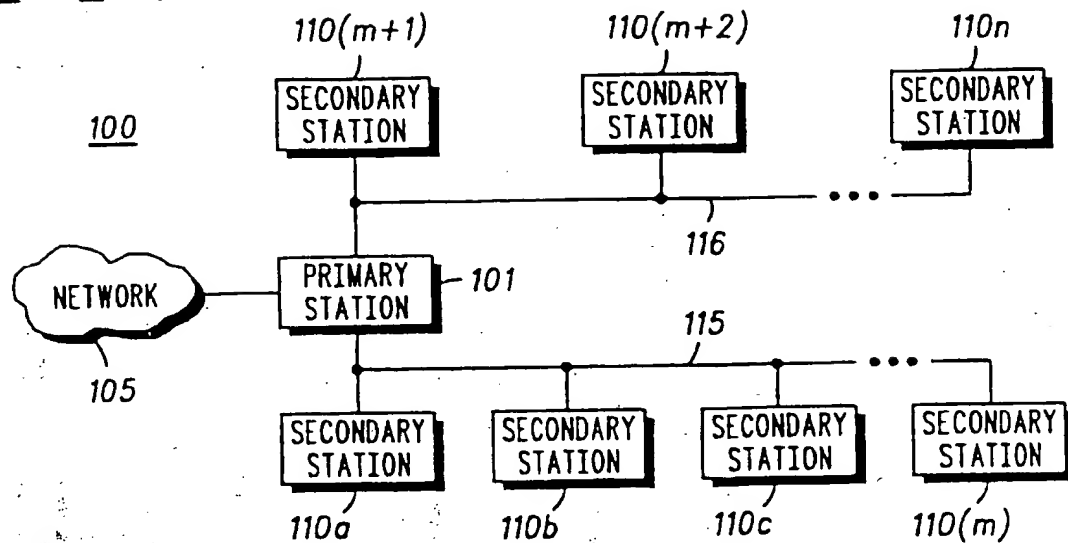 110(m+1)
110(m+2)
110n
SECONDARY
STATION
SECONDARY
STATION
SECONDARY
STATION
100
116
NETWORK
PRIMARY
STATION
101
105
115
SECONDARY
STATION
SECONDARY
STATION
SECONDARY
STATION
SECONDARY
STATION
110a
110b
110c
110(m)